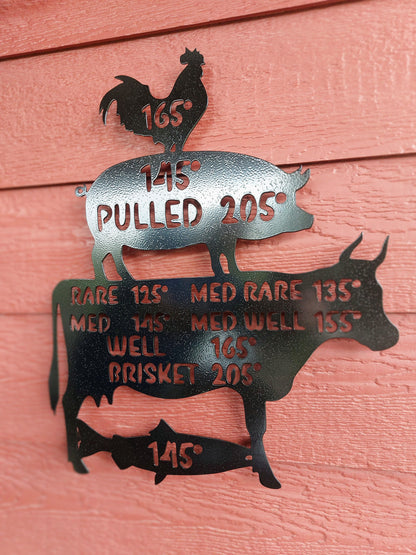 165°
145°
PULLED 205°
RARE 125° MED RARE 135°
MED 145° MED WELL 155°
WELL 165°
BRISKET 205°
145°